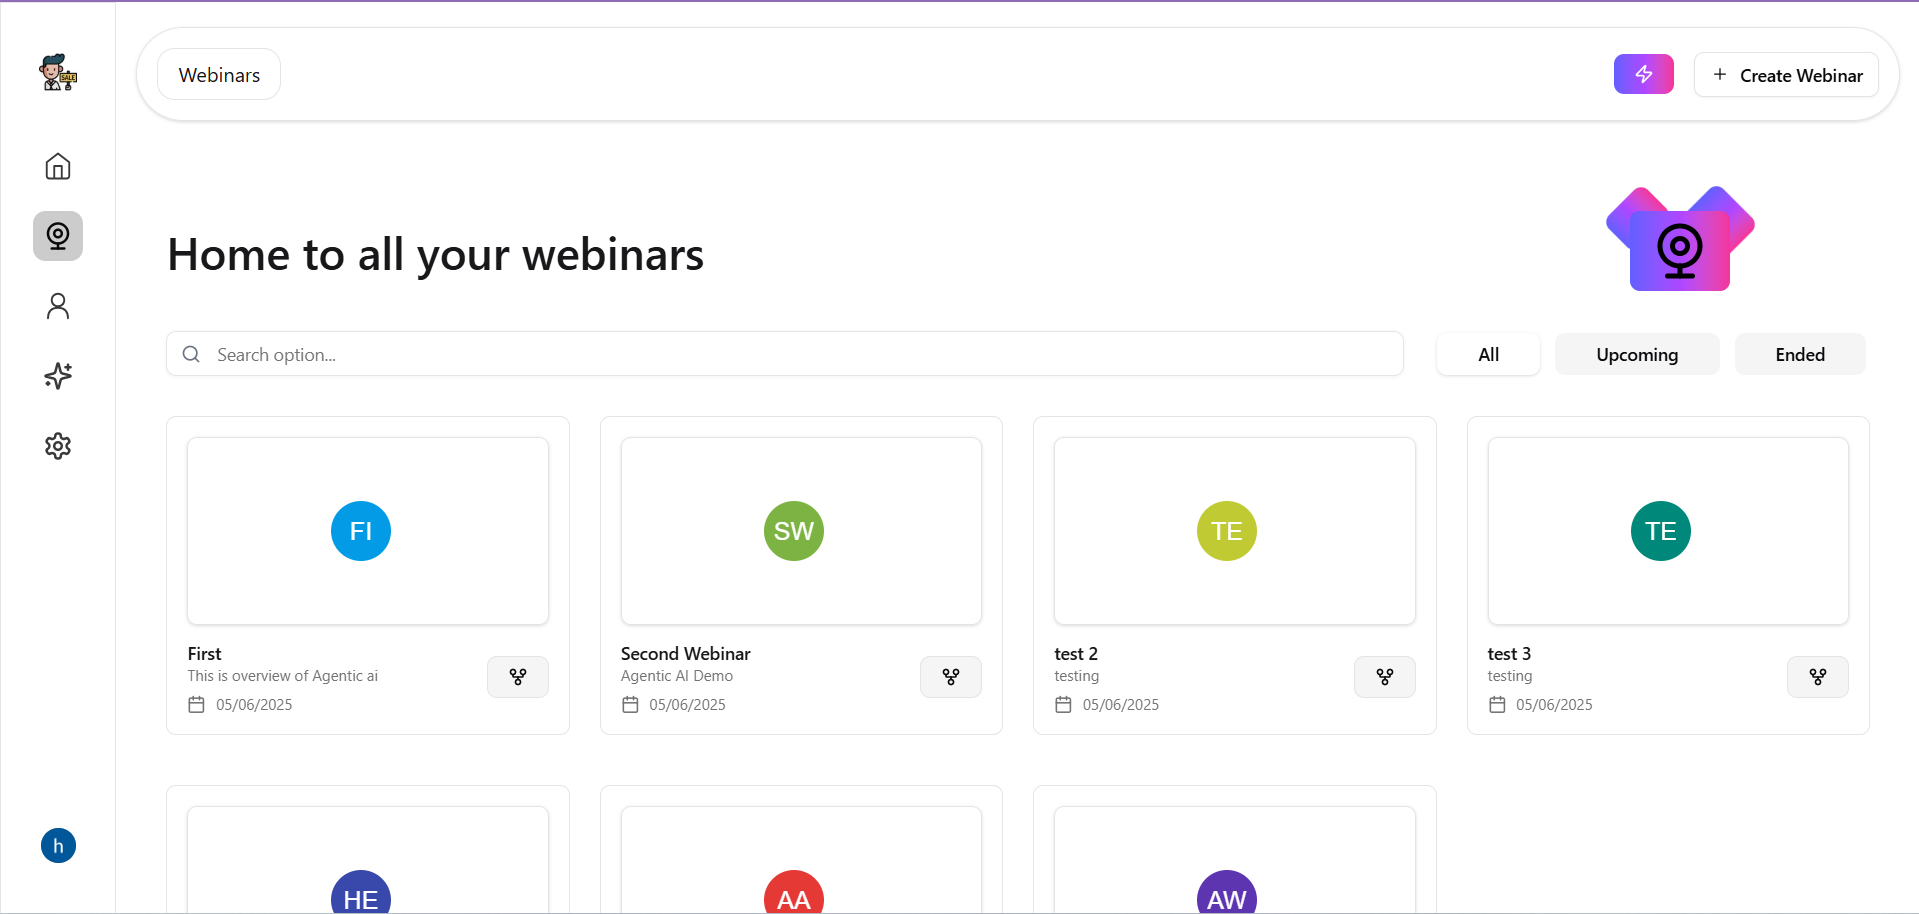 SALE
Webinars
Create Webinar
Home to all your webinars
Search option...
All
Upcoming
Ended
FI
SW
TE
TE
First
This is overview of Agentic ai
05/06/2025
Second Webinar
Agentic AI Demo
05/06/2025
test 2
testing
05/06/2025
test 3
testing
05/06/2025
h
HE
AA
AW